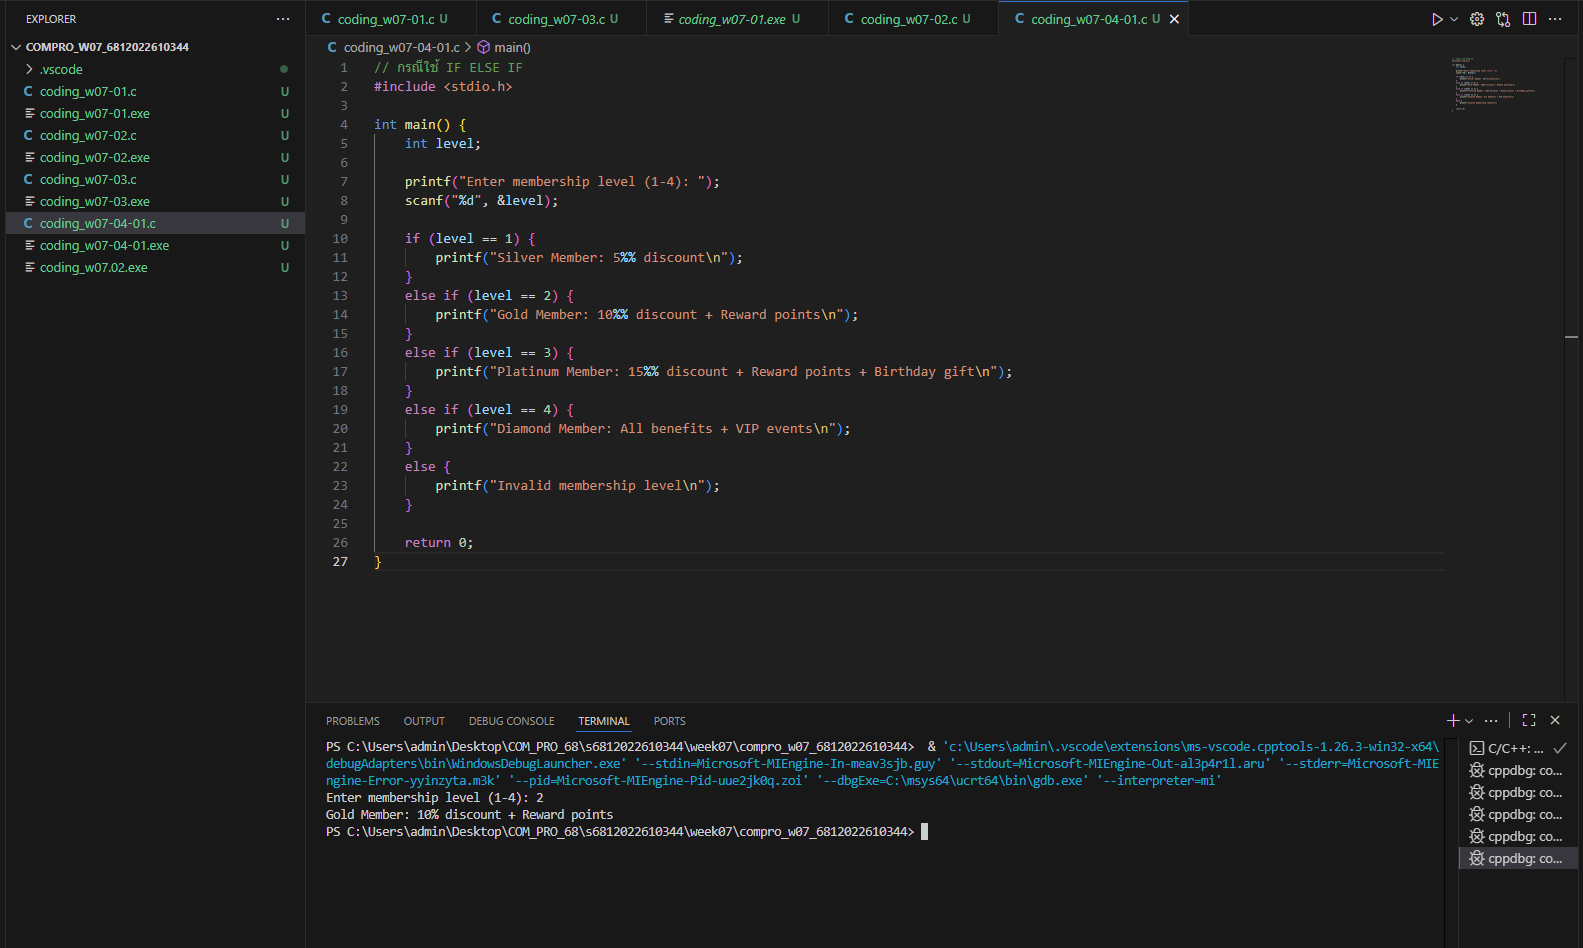 EXPLORER
COMPRO_W07_6812022610344
.vscode
C coding_w07-01.c U
coding_w07-01.exe U
C coding_w07-02.c U
coding_w07-02.exe U
C coding_w07-03.c U
coding_w07-03.exe U
C coding_w07-04-01.c U
coding_w07-04-01.exe U
coding_w07.02.exe U
C coding_w07-01.c U
C coding_w07-03.c U
coding_w07-01.exe U
C coding_w07-02.c U
C coding_w07-04-01.c U
C coding_w07-04-01.c > main()
1 // กรณีใช้ IF ELSE IF
2 #include <stdio.h>
3
4 int main() {
5 int level;
6
7 printf("Enter membership level (1-4): ");
8 scanf("%d", &level);
9
10 if (level == 1) {
11 printf("Silver Member: 5%% discount\n");
12 }
13 else if (level == 2) {
14 printf("Gold Member: 10%% discount + Reward points\n");
15 }
16 else if (level == 3) {
17 printf("Platinum Member: 15%% discount + Reward points + Birthday gift\n");
18 }
19 else if (level == 4) {
20 printf("Diamond Member: All benefits + VIP events\n");
21 }
22 else {
23 printf("Invalid membership level\n");
24 }
25
26 return 0;
27 }
PROBLEMS OUTPUT DEBUG CONSOLE TERMINAL PORTS
PS C:\Users\admin\Desktop\COM_PRO_68\s6812022610344\week07\compro_w07_6812022610344> & 'c:\Users\admin\.vscode\extensions\ms-vscode.cpptools-1.26.3-win32-x64\
debugAdapters\bin\WindowsDebugLauncher.exe' '--stdin=Microsoft-MIEngine-In-meav3sjb.guy' '--stdout=Microsoft-MIEngine-Out-al3p4r1l.aru' '--stderr=Microsoft-MIE
ngine-Error-yyinzyta.m3k' '--pid=Microsoft-MIEngine-Pid-uue2jk0q.zoi' '--dbgExe=C:\msys64\ucrt64\bin\gdb.exe' '--interpreter=mi'
Enter membership level (1-4): 2
Gold Member: 10% discount + Reward points
PS C:\Users\admin\Desktop\COM_PRO_68\s6812022610344\week07\compro_w07_6812022610344>
C/C++: ...
cppdbg: co...
cppdbg: co...
cppdbg: co...
cppdbg: co...
cppdbg: co...